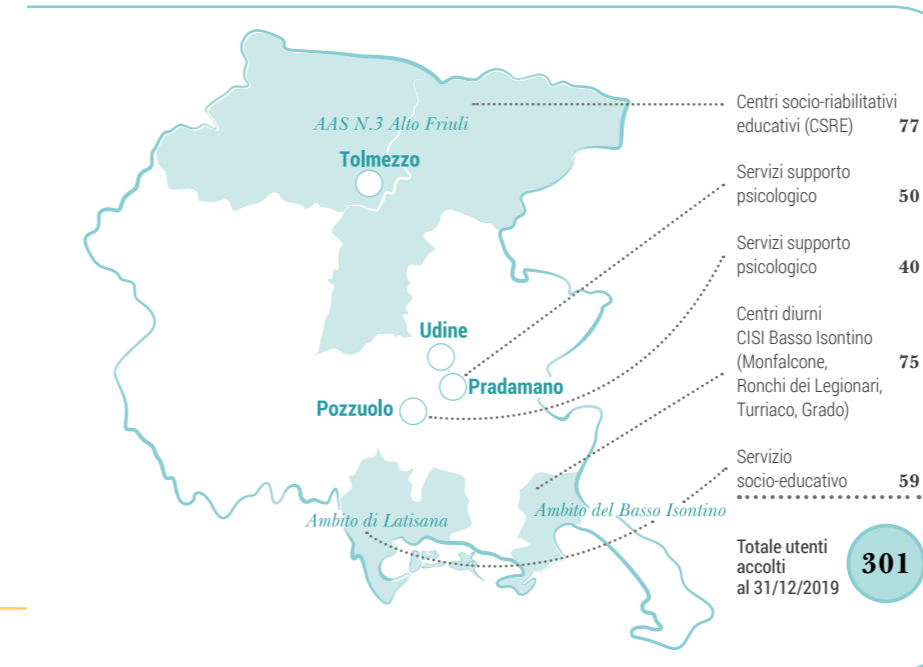 AAS N.3 Alto Friuli
Tolmezzo
Udine
Pradamano
Pozzuolo
Ambito di Latisana
Ambito del Basso Isontino
Centri socio-riabilitativi
educativi (CSRE) 77
Servizi supporto
psicologico 50
Servizi supporto
psicologico 40
Centri diurni
CISI Basso Isontino
(Monfalcone, 75
Ronchi dei Legionari,
Turriaco, Grado)
Servizio
socio-educativo 59
Totale utenti
accolti 301
al 31/12/2019